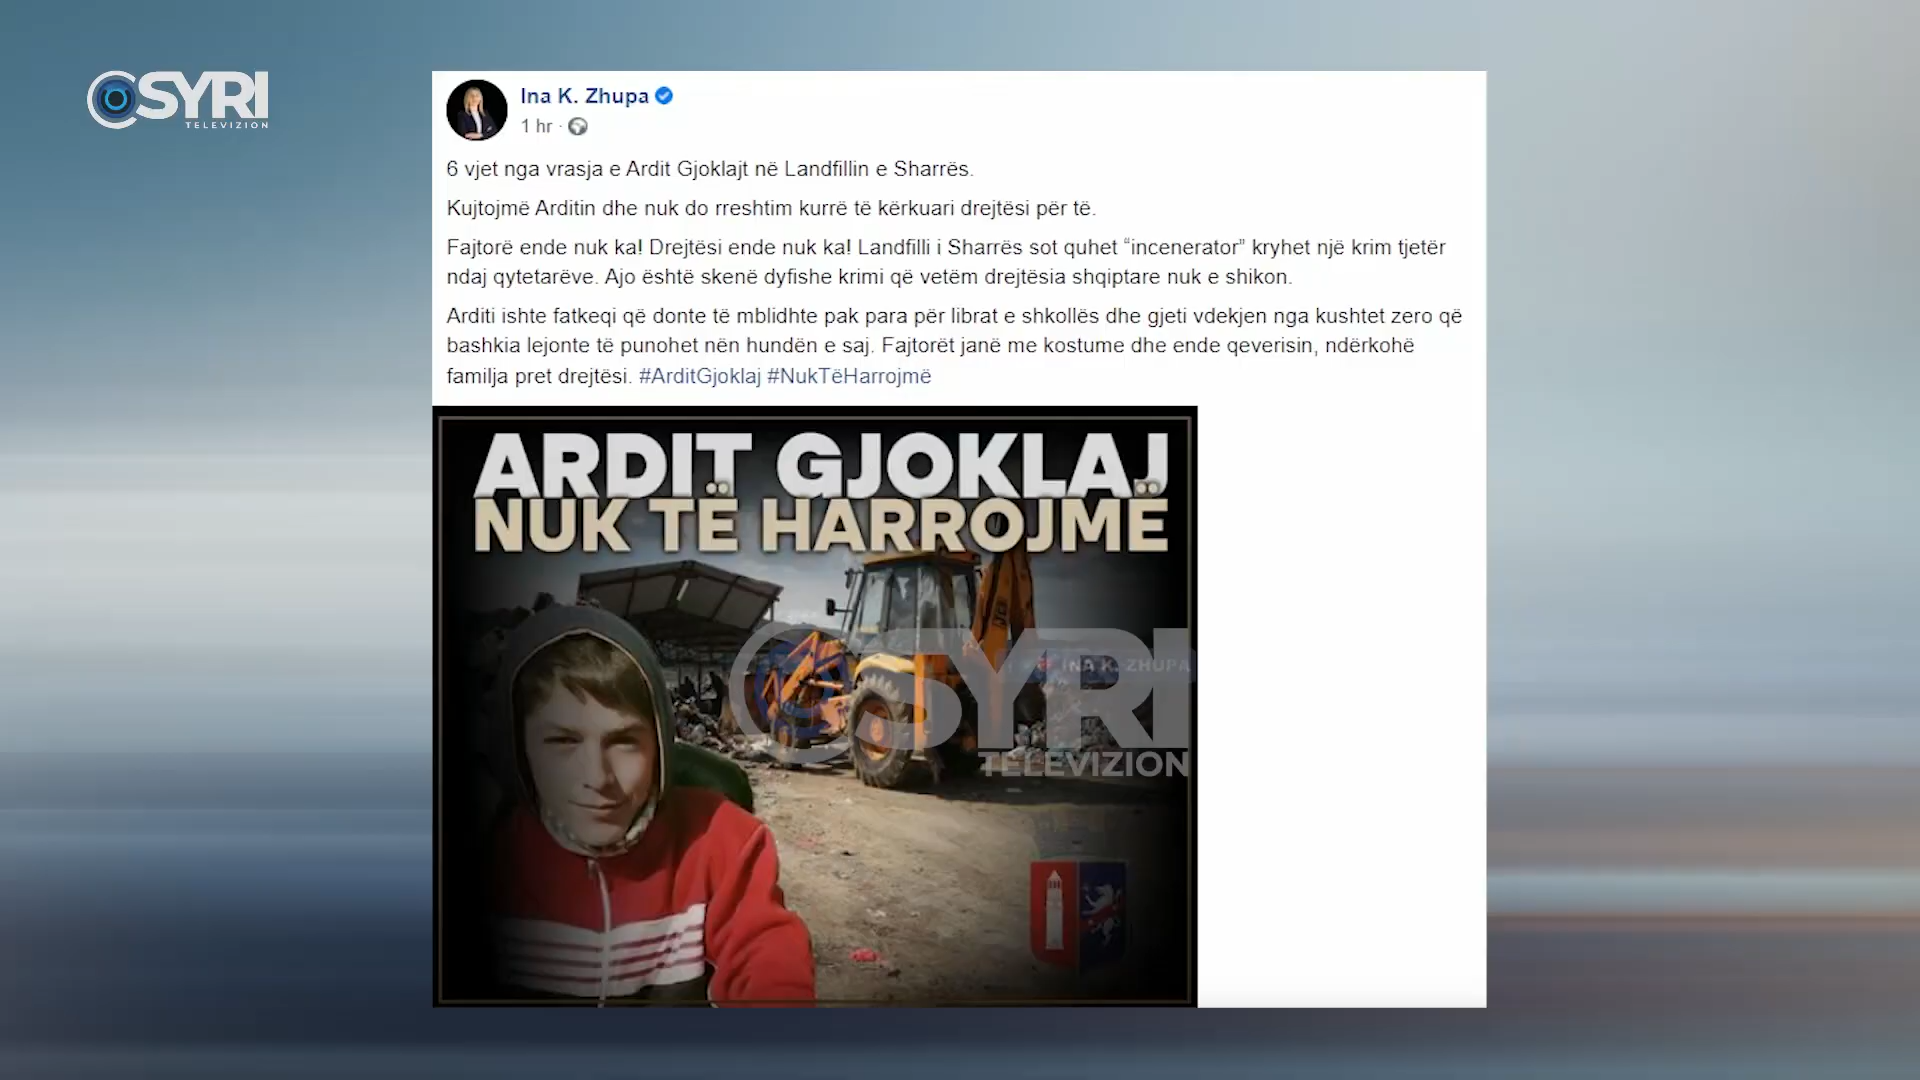 SYRI
TELEVIZION
Ina K. Zhupa
1 hr ·
6 vjet nga vrasja e Ardit Gjoklajt në Landfillin e Sharrës.
Kujtojmë Arditin dhe nuk do rreshtim kurrë të kërkuari drejtësi për të.
Fajtorë ende nuk ka! Drejtësi ende nuk ka! Landfilli i Sharrës sot quhet “incenerator” kryhet një krim tjetër
ndaj qytetarëve. Ajo është skenë dyfishe krimi që vetëm drejtësia shqiptare nuk e shikon.
Arditi ishte fatkeqi që donte të mblidhte pak para për librat e shkollës dhe gjeti vdekjen nga kushtet zero që
bashkia lejonte të punohet nën hundën e saj. Fajtorët janë me kostume dhe ende qeverisin, ndërkohë
familja pret drejtësi. #ArditGjoklaj #NukTëHarrojmë
ARDIT GJOKLAJ
NUK TË HARROJMË
INA K. ZHUPA
SYRI
TELEVIZION